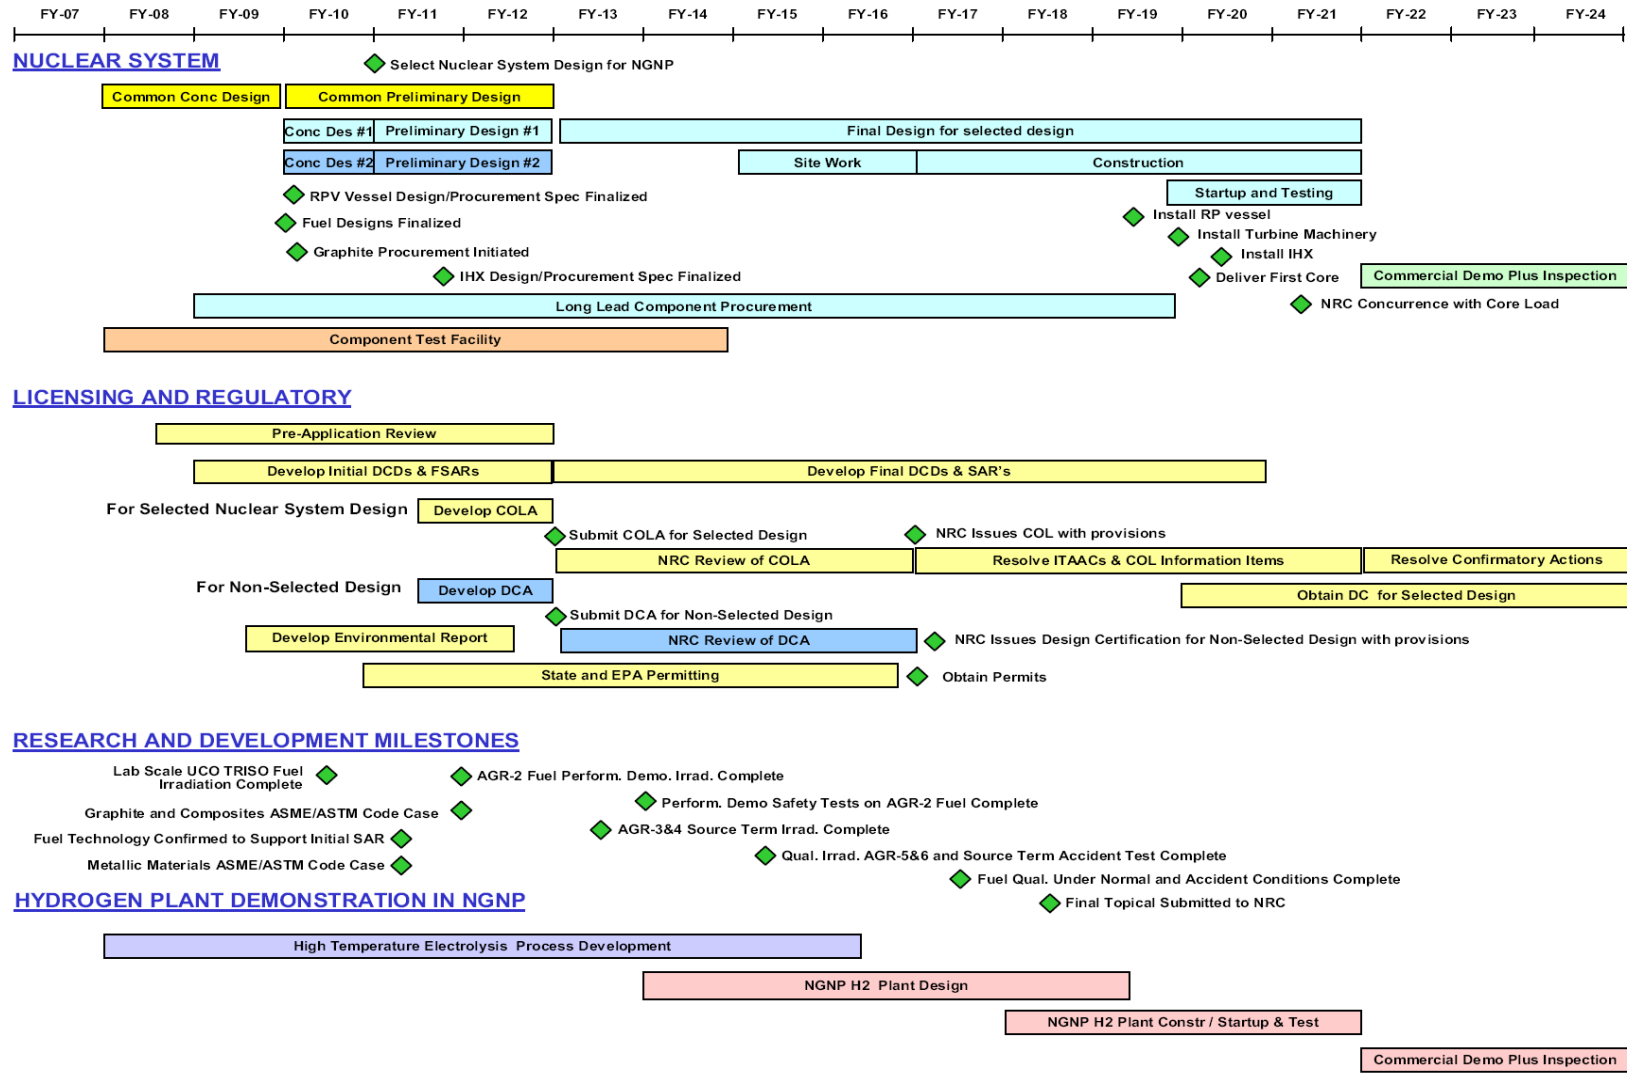 FY-07 FY-08 FY-09 FY-10 FY-11 FY-12 FY-13 FY-14 FY-15 FY-16 FY-17 FY-18 FY-19 FY-20 FY-21 FY-22 FY-23 FY-24
NUCLEAR SYSTEM
Select Nuclear System Design for NGNP
Common Conc Design
Common Preliminary Design
Conc Des #1
Preliminary Design #1
Final Design for selected design
Conc Des #2
Preliminary Design #2
Site Work
Construction
Startup and Testing
RPV Vessel Design/Procurement Spec Finalized
Install RP vessel
Fuel Designs Finalized
Install Turbine Machinery
Graphite Procurement Initiated
Install IHX
IHX Design/Procurement Spec Finalized
Deliver First Core
Commercial Demo Plus Inspection
Long Lead Component Procurement
NRC Concurrence with Core Load
Component Test Facility
LICENSING AND REGULATORY
Pre-Application Review
Develop Initial DCDs & FSARs
Develop Final DCDs & SAR's
For Selected Nuclear System Design
Develop COLA
Submit COLA for Selected Design
NRC Issues COL with provisions
NRC Review of COLA
Resolve ITAACs & COL Information Items
Resolve Confirmatory Actions
For Non-Selected Design
Develop DCA
Obtain DC for Selected Design
Submit DCA for Non-Selected Design
Develop Environmental Report
NRC Review of DCA
NRC Issues Design Certification for Non-Selected Design with provisions
State and EPA Permitting
Obtain Permits
RESEARCH AND DEVELOPMENT MILESTONES
Lab Scale UCO TRISO Fuel
Irradiation Complete
AGR-2 Fuel Perform. Demo. Irrad. Complete
Perform. Demo Safety Tests on AGR-2 Fuel Complete
Graphite and Composites ASME/ASTM Code Case
AGR-3&4 Source Term Irrad. Complete
Fuel Technology Confirmed to Support Initial SAR
Qual. Irrad. AGR-5&6 and Source Term Accident Test Complete
Metallic Materials ASME/ASTM Code Case
Fuel Qual. Under Normal and Accident Conditions Complete
HYDROGEN PLANT DEMONSTRATION IN NGNP
Final Topical Submitted to NRC
High Temperature Electrolysis Process Development
NGNP H2 Plant Design
NGNP H2 Plant Constr / Startup & Test
Commercial Demo Plus Inspection